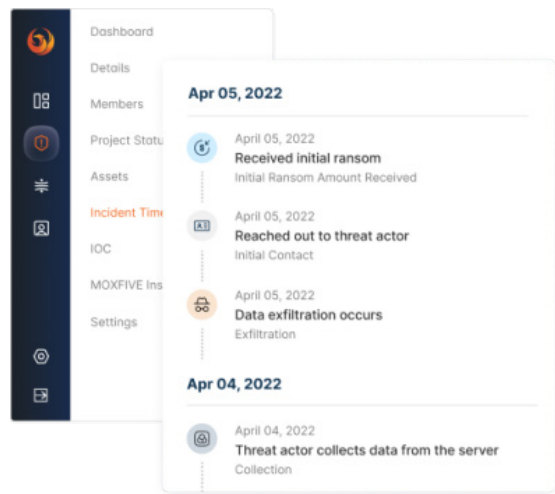 Dashboard
Details
Members
Project Statu
Assets
Incident Time
IOC
MOXFIVE Ins
Settings
Apr 05, 2022
April 05, 2022
Received initial ransom
Initial Ransom Amount Received
April 05, 2022
Reached out to threat actor
Initial Contact
April 05, 2022
Data exfiltration occurs
Exfiltration
Apr 04, 2022
April 04, 2022
Threat actor collects data from the server
Collection